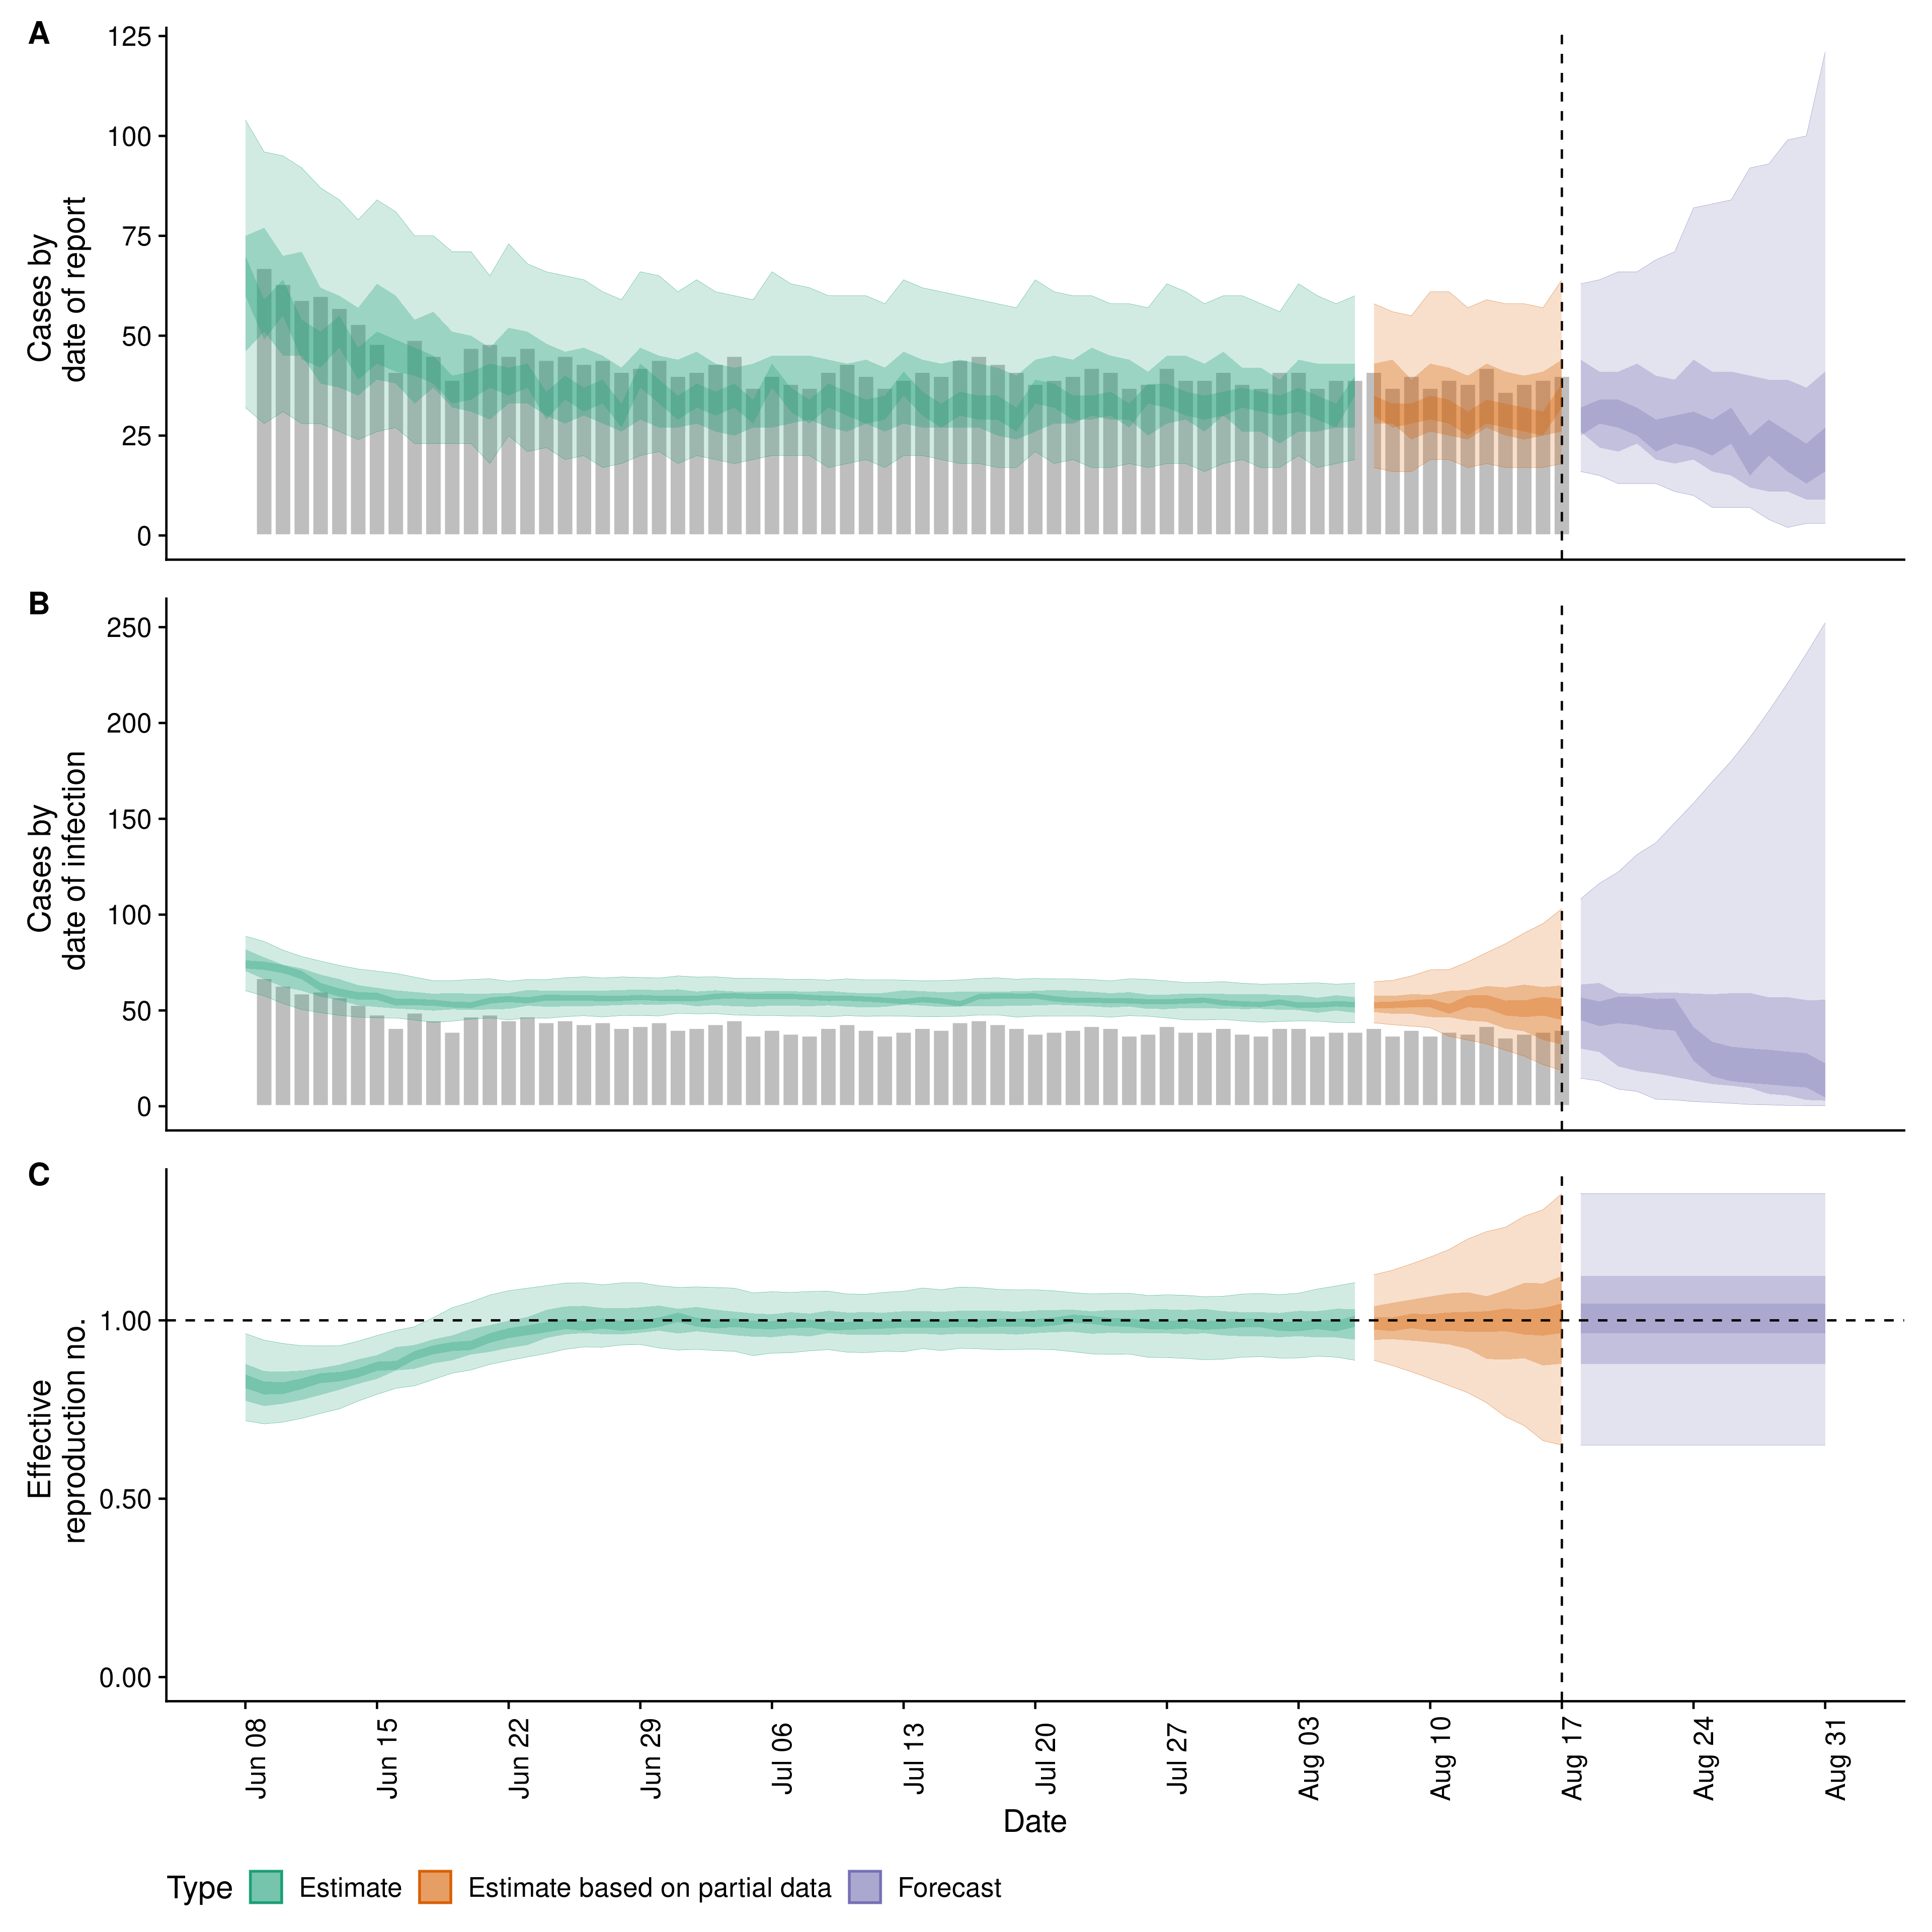 A
Cases by
date of report
125
100
75
50
25
0
B
Cases by
date of infection
250
200
150
100
50
0
C
Effective
reproduction no.
1.00
0.50
0.00
Jun 08
Jun 15
Jun 22
Jun 29
Jul 06
Jul 13
Jul 20
Jul 27
Aug 03
Aug 10
Aug 17
Aug 24
Aug 31
Date
Type Estimate Estimate based on partial data Forecast